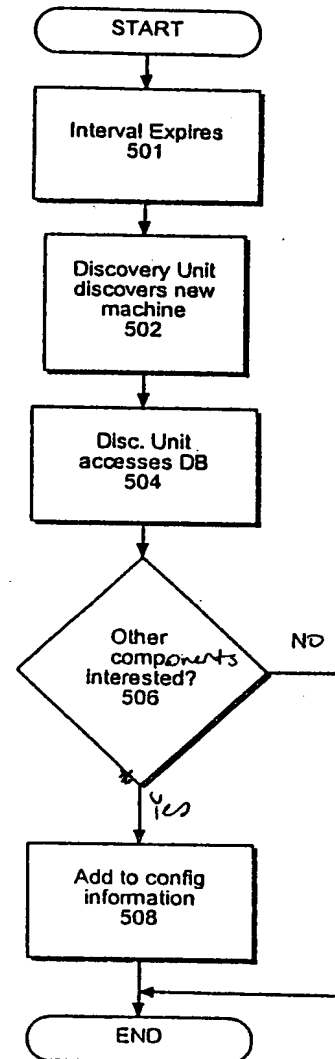 START
Interval Expires
501
Discovery Unit
discovers new
machine
502
Disc. Unit
accesses DB
504
Other
components
interested?
506
NO
Yes
Add to config
information
508
END